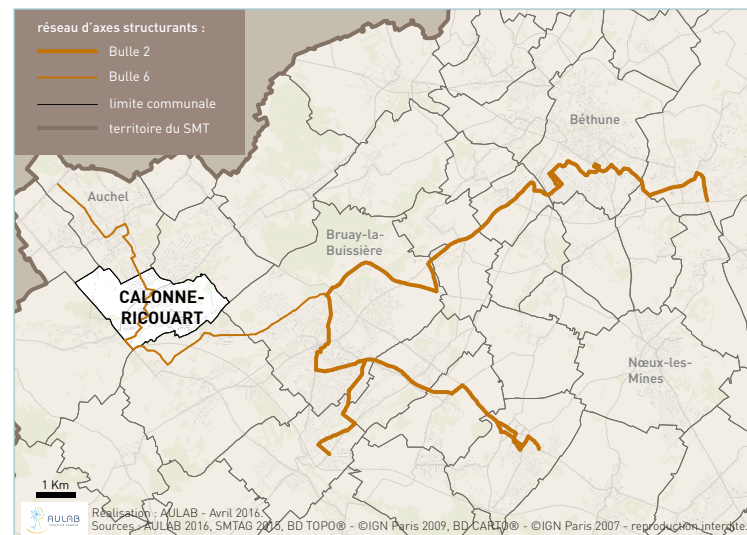 réseau d'axes structurants :
Bulle 2
Bulle 6
limite communale
territoire du SMT
Béthune
Auchel
Bruay-la-
Buissière
CALONNE-
RICOUART
Nœux-les-
Mines
1 Km
AULAB
Réalisation : AULAB - Avril 2016.
Sources : AULAB 2016, SMTAG 2015, BD TOPO® - ©IGN Paris 2009, BD CARTO® - ©IGN Paris 2007 - reproduction interdite.